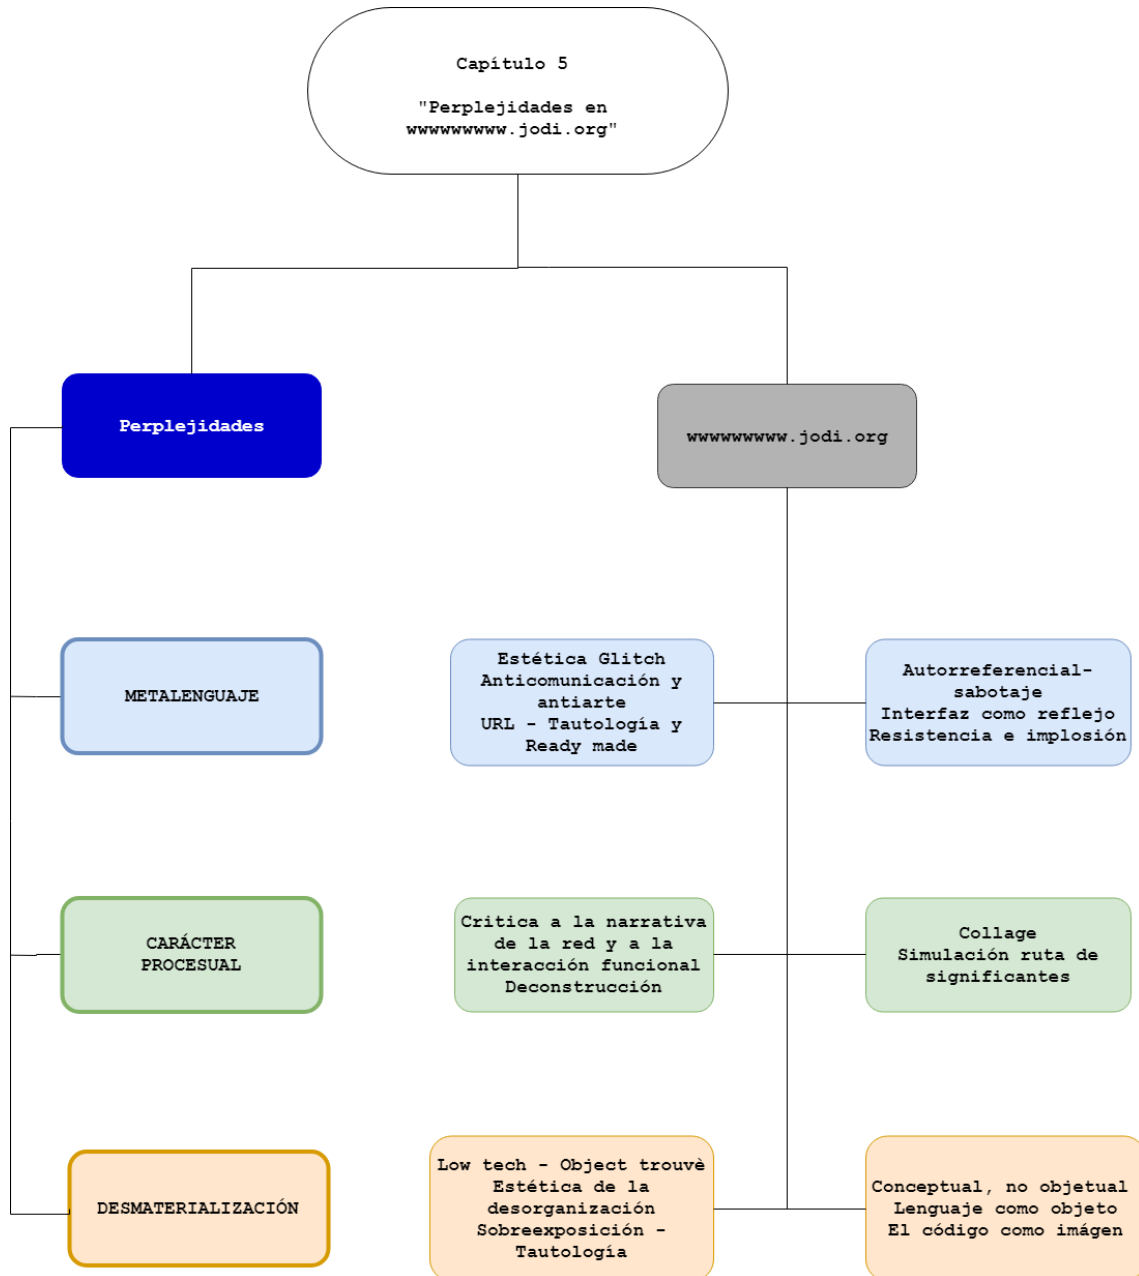 Capítulo 5
"Perplejidades en
wwwwwwwww.jodi.org"
Perplejidades
wwwwwwwww.jodi.org
METALENGUAJE
Estética Glitch
Anticomunicación y
antiarte
URL - Tautología y
Ready made
Autorreferencial-
sabotaje
Interfaz como reflejo
Resistencia e implosión
CARÁCTER
PROCESUAL
Critica a la narrativa
de la red y a la
interacción funcional
Deconstrucción
Collage
Simulación ruta de
significantes
DESMATERIALIZACIÓN
Low tech - Object trouvè
Estética de la
desorganización
Sobreexposición -
Tautología
Conceptual, no objetual
Lenguaje como objeto
El código como imágen